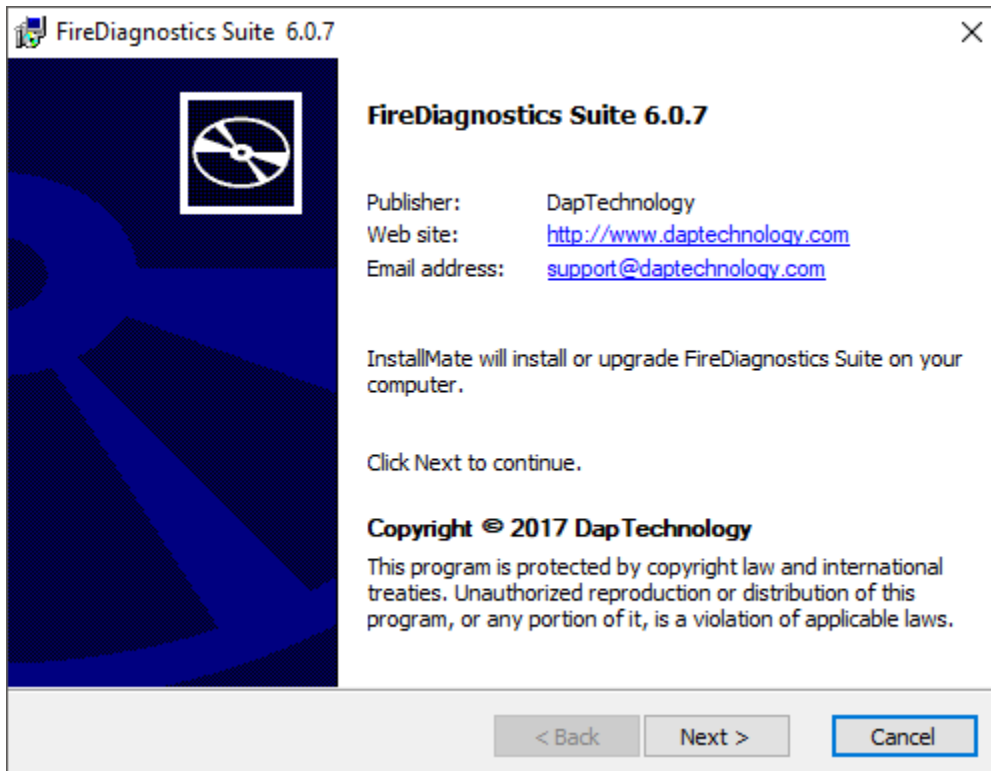 FireDiagnostics Suite 6.0.7
FireDiagnostics Suite 6.0.7
Publisher: DapTechnology
Web site: http://www.daptechnology.com
Email address: support@daptechnology.com
InstallMate will install or upgrade FireDiagnostics Suite on your
computer.
Click Next to continue.
Copyright © 2017 DapTechnology
This program is protected by copyright law and international
treaties. Unauthorized reproduction or distribution of this
program, or any portion of it, is a violation of applicable laws.
< Back Next > Cancel